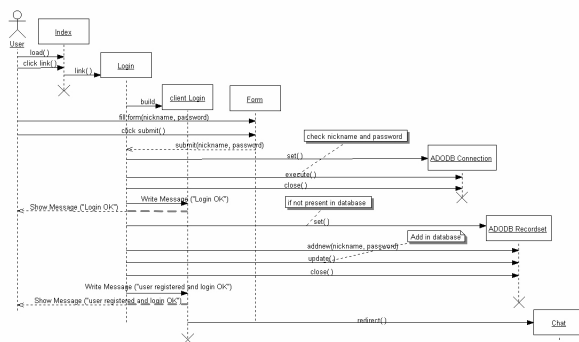 User
Index
load( )
click link( )
link( )
Login
build
client Login
Form
fill form(nickname, password)
click submit( )
submit(nickname, password)
check nickname and password
set( )
ADODB Connection
execute( )
close( )
Write Message ("Login OK")
Show Message ("Login OK")
if not present in database
set( )
ADODB Recordset
Add in database
addnew(nickname, password)
update( )
close( )
Write Message ("user registered and login OK")
Show Message ("user registered and login OK")
redirect( )
Chat